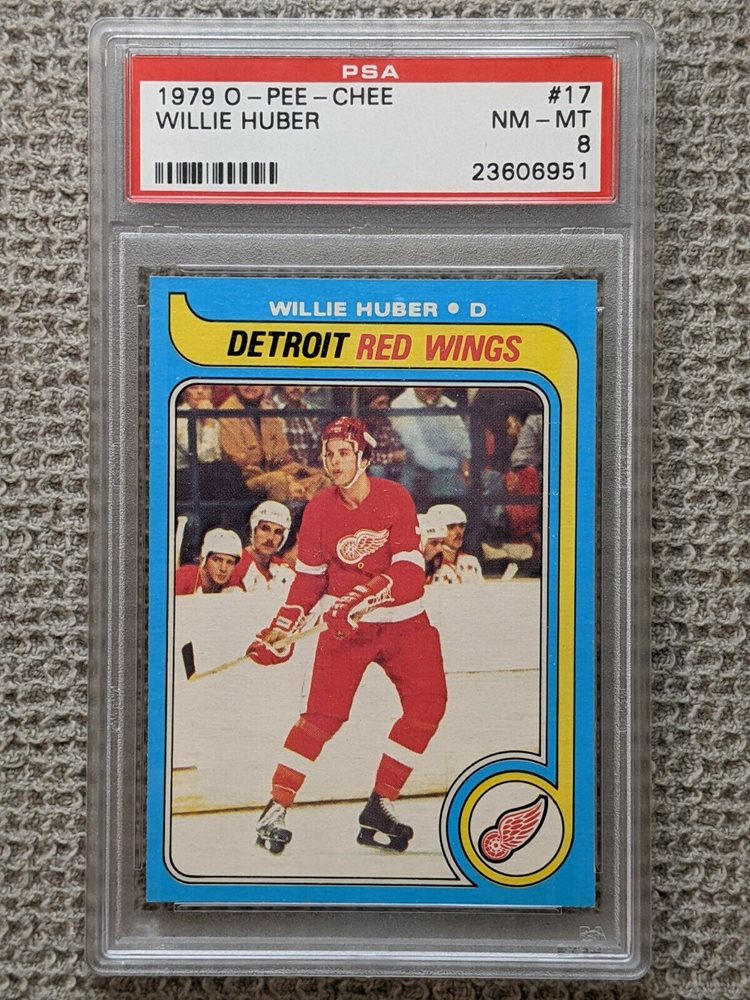 PSA
1979 O-PEE-CHEE #17
WILLIE HUBER NM-MT
8
23606951
WILLIE HUBER • D
DETROIT RED WINGS